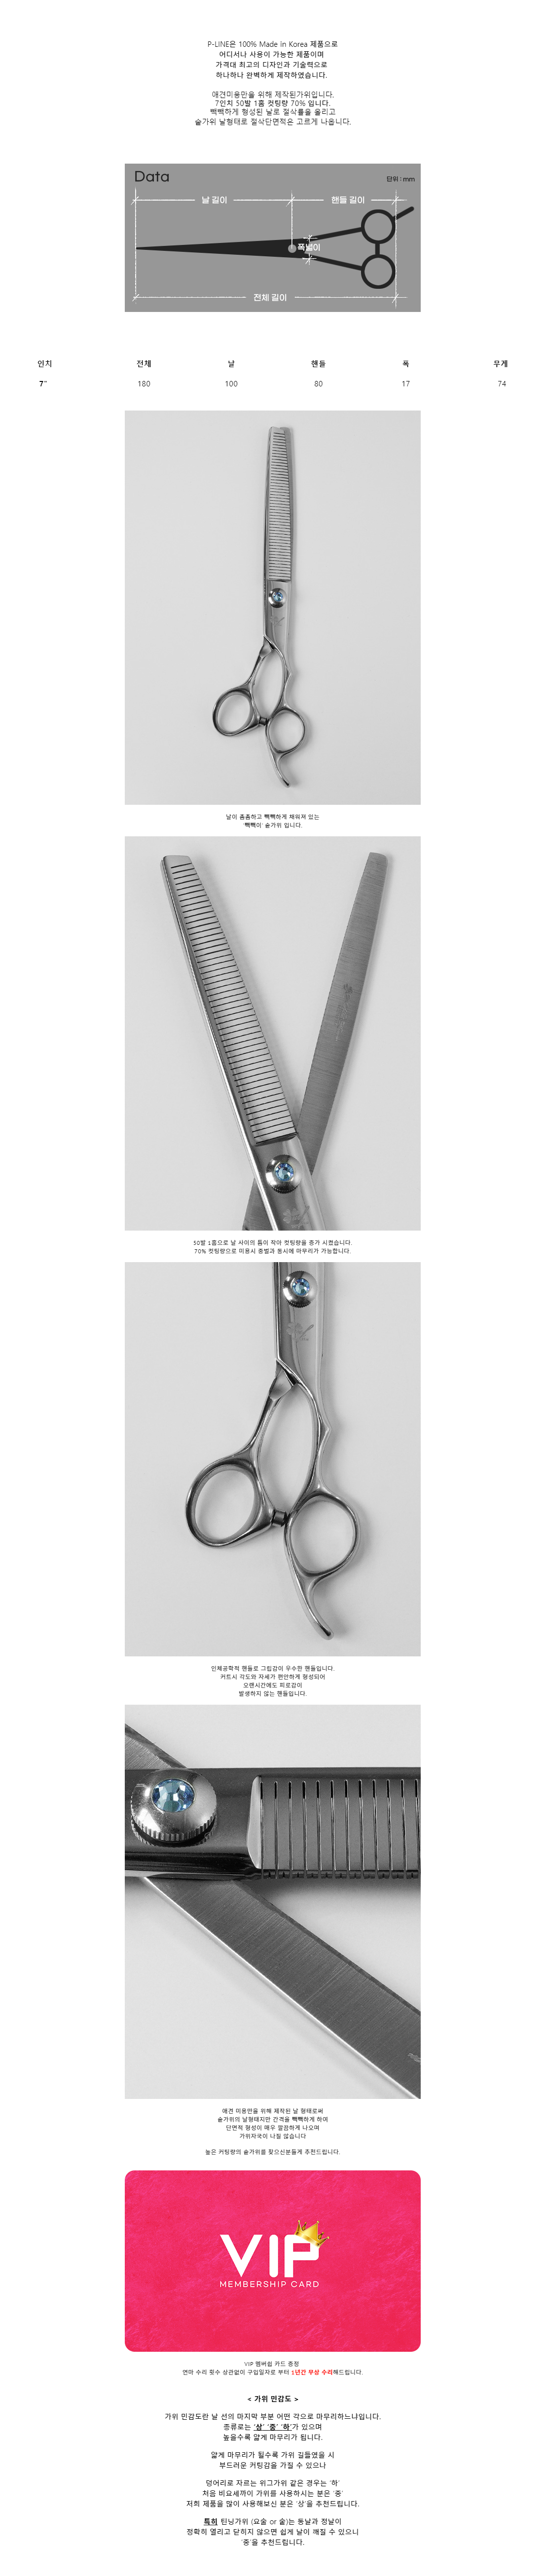 P-LINE은 100% Made in Korea 제품으로
어디서나 사용이 가능한 제품이며
가격대 최고의 디자인과 기술력으로
하나하나 완벽하게 제작하였습니다.
애견미용만을 위해 제작된가위입니다.
7인치 50발 1홈 컷팅량 70% 입니다.
빽빽하게 형성된 날로 절삭률을 올리고
숱가위 날형태로 절삭단면적은 고르게 나옵니다.
Data
단위 : mm
날 길이
핸들 길이
폭넓이
전체 길이
인치 전체 날 핸들 폭 무게
7″ 180 100 80 17 74
날이 촘촘하고 빽빽하게 채워져 있는
'빽빽이' 숱가위 입니다.
50발 1홈으로 날 사이의 틈이 작아 컷팅량을 증가 시켰습니다.
70% 컷팅량으로 미용시 중벌과 동시에 마무리가 가능합니다.
인체공학적 핸들로 그립감이 우수한 핸들입니다.
커트시 각도와 자세가 편안하게 형성되어
오랜시간에도 피로감이
발생하지 않는 핸들입니다.
애견 미용만을 위해 제작된 날 형태로써
숱가위의 날형태지만 간격을 빽빽하게 하여
단면적 형성이 매우 깔끔하게 나오며
가위자국이 나질 않습니다
높은 커팅량의 숱가위를 찾으신분들게 추천드립니다.
VIP
MEMBERSHIP CARD
VIP 멤버쉽 카드 증정
연마 수리 횟수 상관없이 구입일자로 부터 1년간 무상 수리해드립니다.
< 가위 민감도 >
가위 민감도란 날 선의 마지막 부분 어떤 각으로 마무리하느냐입니다.
종류로는 '상' '중' '하'가 있으며
높을수록 얇게 마무리가 됩니다.
얇게 마무리가 될수록 가위 길들였을 시
부드러운 커팅감을 가질 수 있으나
덩어리로 자르는 위그가위 같은 경우는 '하'
처음 비요세까이 가위를 사용하시는 분은 '중'
저희 제품을 많이 사용해보신 분은 '상'을 추천드립니다.
특히 틴닝가위 (요술 or 숱)는 동날과 정날이
정확히 열리고 닫히지 않으면 쉽게 날이 깨질 수 있으니
'중'을 추천드립니다.